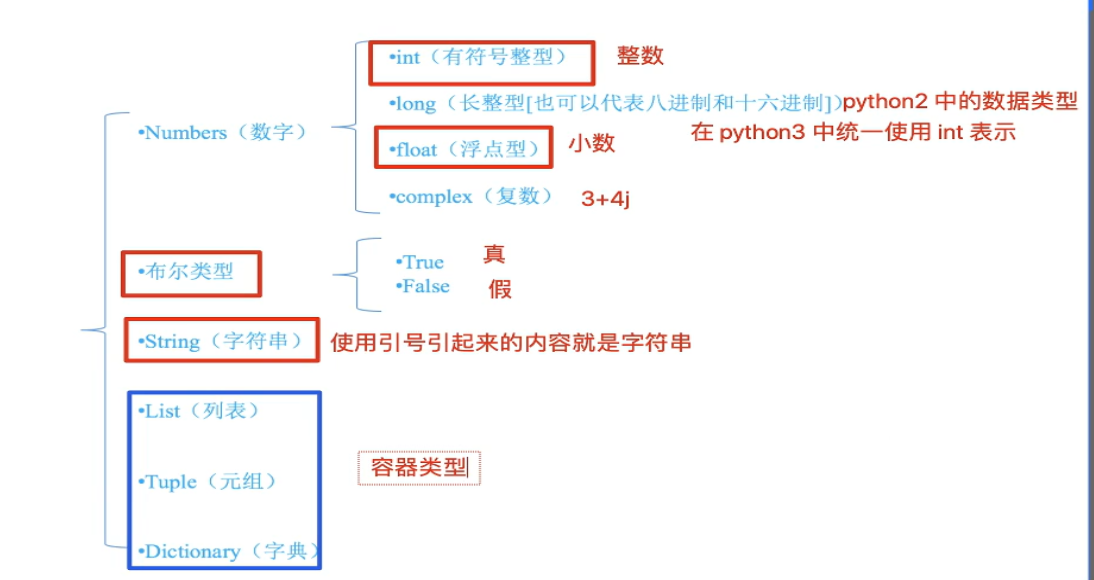 •int（有符号整型） 整数
•long（长整型[也可以代表八进制和十六进制]）python2 中的数据类型
•Numbers（数字） 在 python3 中统一使用 int 表示
•float（浮点型） 小数
•complex（复数） 3+4j
•布尔类型
•True 真
•False 假
•String（字符串） 使用引号引起来的内容就是字符串
•List（列表）
容器类型
•Tuple（元组）
•Dictionary（字典）